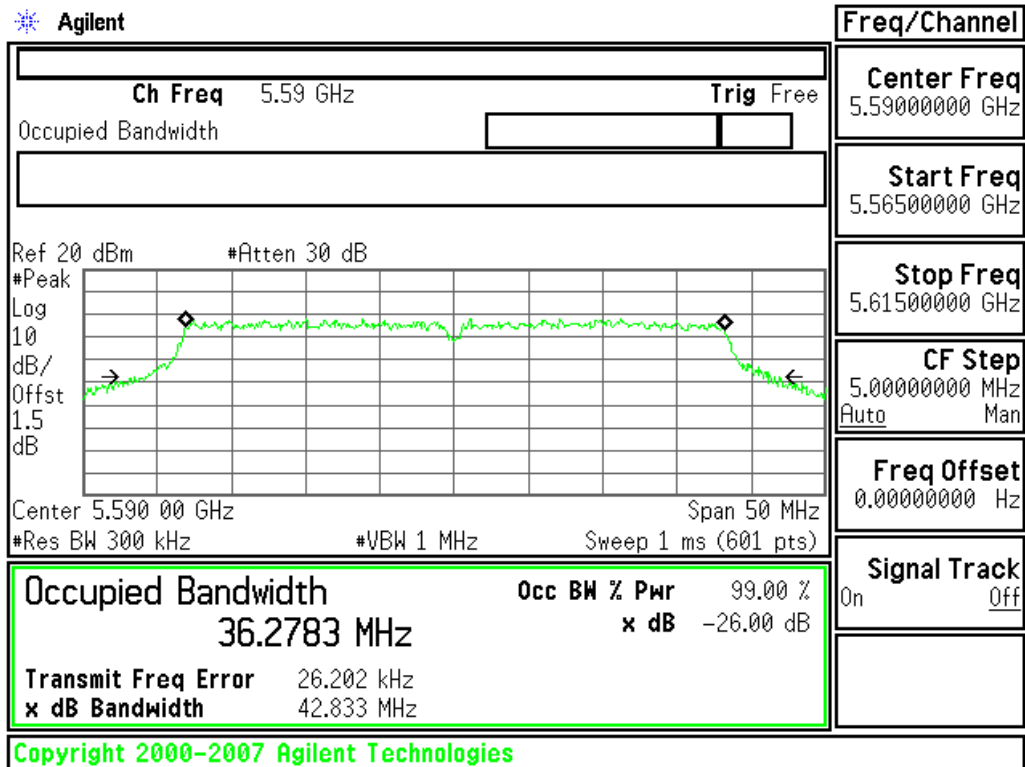 Agilent
Freq/Channel
Ch Freq 5.59 GHz Trig Free
Occupied Bandwidth
Center Freq
5.59000000 GHz
Start Freq
5.56500000 GHz
Stop Freq
5.61500000 GHz
CF Step
5.00000000 MHz
Auto Man
Freq Offset
0.00000000 Hz
Signal Track
On Off
Ref 20 dBm #Atten 30 dB
#Peak
Log
10
dB/
Offst
1.5
dB
Center 5.590 00 GHz Span 50 MHz
#Res BW 300 kHz #VBW 1 MHz Sweep 1 ms (601 pts)
Occupied Bandwidth Occ BW % Pwr 99.00 %
36.2783 MHz x dB -26.00 dB
Transmit Freq Error 26.202 kHz
x dB Bandwidth 42.833 MHz
Copyright 2000-2007 Agilent Technologies